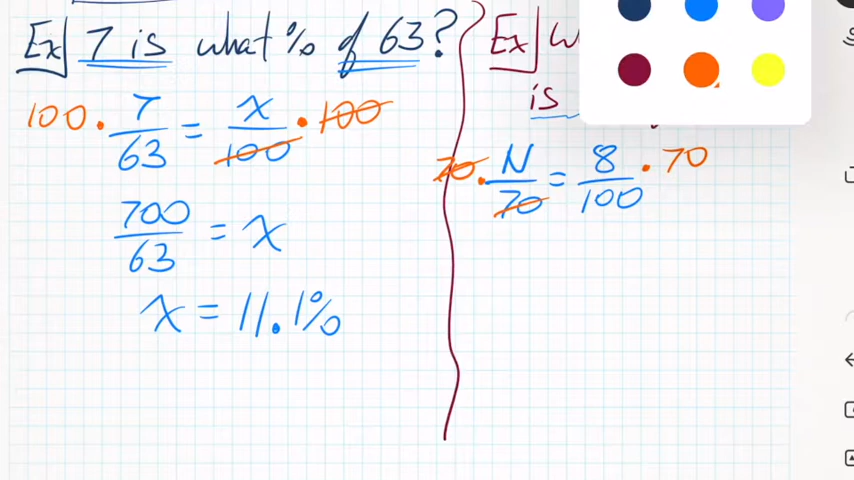 Ex 7 is what % of 63?
100 · 7/63 = x/100 · 100
700/63 = x
x = 11.1%
Ex
is
70 · N/70 = 8/100 · 70